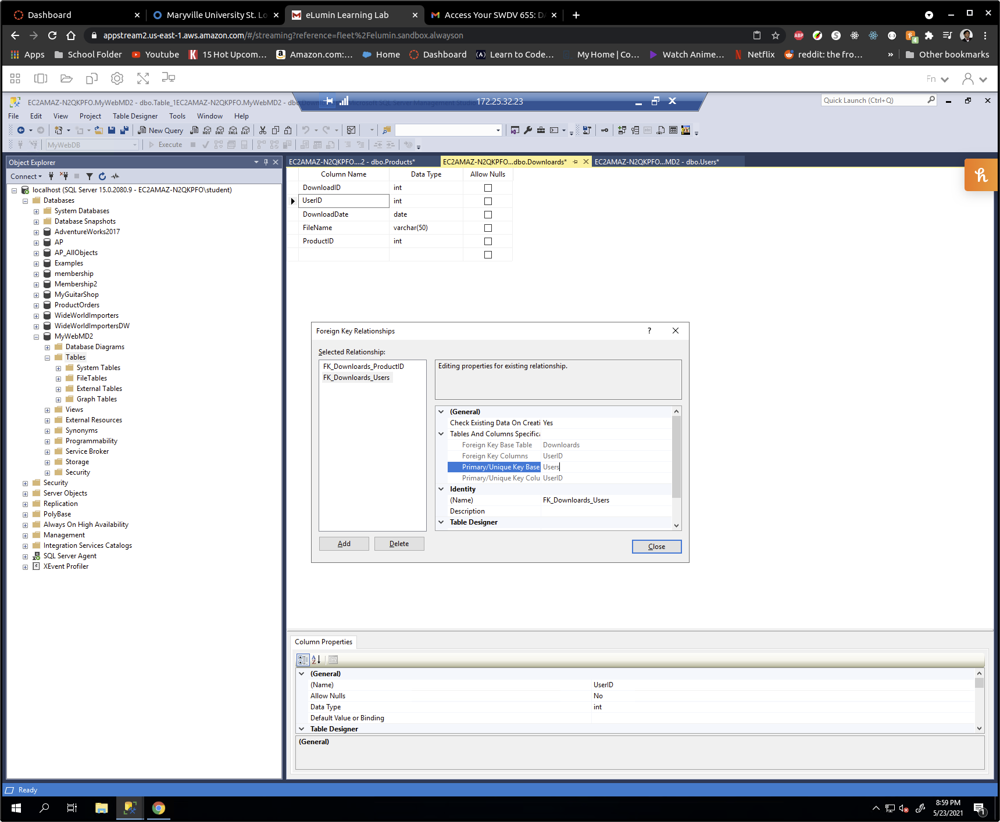 Dashboard
Maryville University St. Lo
eLumin Learning Lab
Access Your SWDV 655: D
appstream2.us-east-1.aws.amazon.com/#/streaming?reference=fleet%2Felumin.sandbox.alwayson
ABP
4
Apps
School Folder
Youtube
15 Hot Upcom...
Amazon.com:...
Home
Dashboard
Learn to Code...
My Home | Co...
Watch Anime...
Netflix
reddit: the fro...
»
Other bookmarks
Fn
EC2AMAZ-N2QKPFO.MyWebMD2 - dbo.Table_1EC2AMAZ-N2QKPFO.MyWebMD2 - dbo.
172.25.32.23
Quick Launch (Ctrl+Q)
File Edit View Project Table Designer Tools Window Help
New Query
MDX DMX XMLA DAX
MyWebDB
Execute
Object Explorer
Connect
localhost (SQL Server 15.0.2080.9 - EC2AMAZ-N2QKPFO\student)
Databases
System Databases
Database Snapshots
AdventureWorks2017
AP
AP_AllObjects
Examples
membership
Membership2
MyGuitarShop
ProductOrders
WideWorldImporters
WideWorldImportersDW
MyWebMD2
Database Diagrams
Tables
System Tables
FileTables
External Tables
Graph Tables
Views
External Resources
Synonyms
Programmability
Service Broker
Storage
Security
Security
Server Objects
Replication
PolyBase
Always On High Availability
Management
Integration Services Catalogs
SQL Server Agent
XEvent Profiler
EC2AMAZ-N2QKPFO....2 - dbo.Products*
EC2AMAZ-N2QKPFO...dbo.Downloards*
EC2AMAZ-N2QKPFO...MD2 - dbo.Users*
Column Name Data Type Allow Nulls
DownloadID int
UserID int
DownloadDate date
FileName varchar(50)
ProductID int
Foreign Key Relationships
?
Selected Relationship:
FK_Downloards_ProductID
FK_Downloards_Users
Editing properties for existing relationship.
(General)
Check Existing Data On Creati Yes
Tables And Columns Specifica
Foreign Key Base Table Downloards
Foreign Key Columns UserID
Primary/Unique Key Base Users
Primary/Unique Key Colu UserID
Identity
(Name) FK_Downloards_Users
Description
Table Designer
Add
Delete
Close
Column Properties
(General)
(Name) UserID
Allow Nulls No
Data Type int
Default Value or Binding
Table Designer
(General)
Ready
8:59 PM
5/23/2021
1